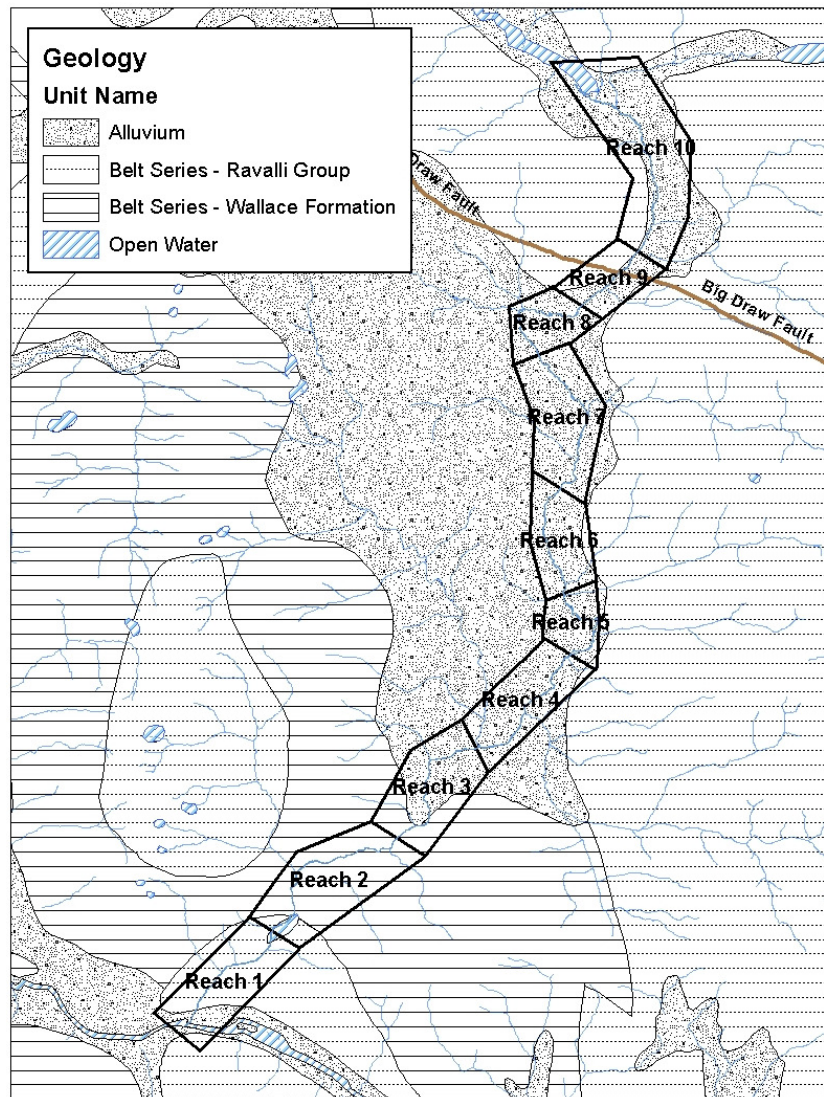 Geology
Unit Name
Alluvium
Belt Series - Ravalli Group
Belt Series - Wallace Formation
Open Water
Reach 10
Draw Fault
Reach 9
Big Draw Fault
Reach 8
Reach 7
Reach 6
Reach 5
Reach 4
Reach 3
Reach 2
Reach 1